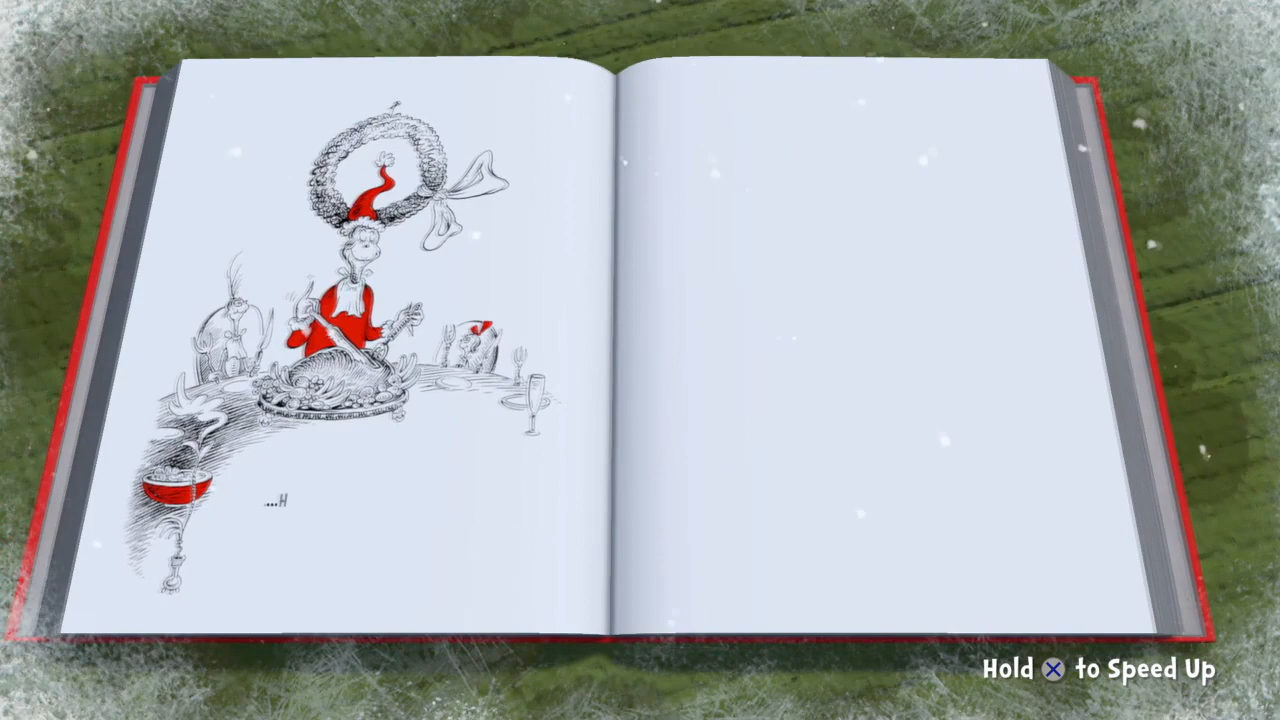 ....H
Hold ✕ to Speed Up